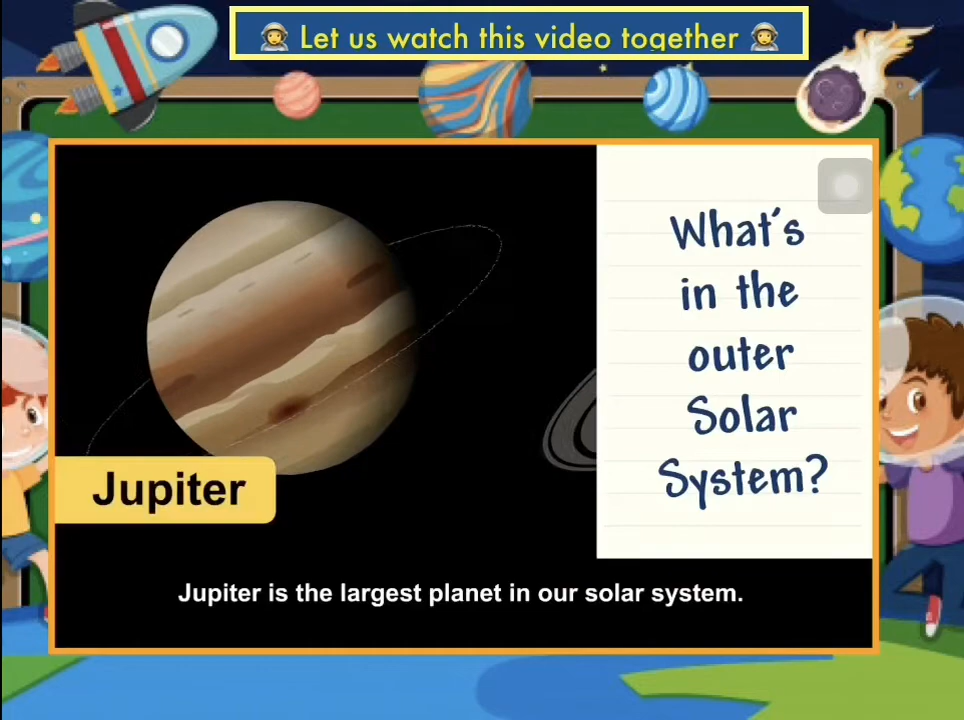 👩‍🚀 Let us watch this video together 👩‍🚀
What's
in the
outer
Solar
System?
Jupiter
Jupiter is the largest planet in our solar system.